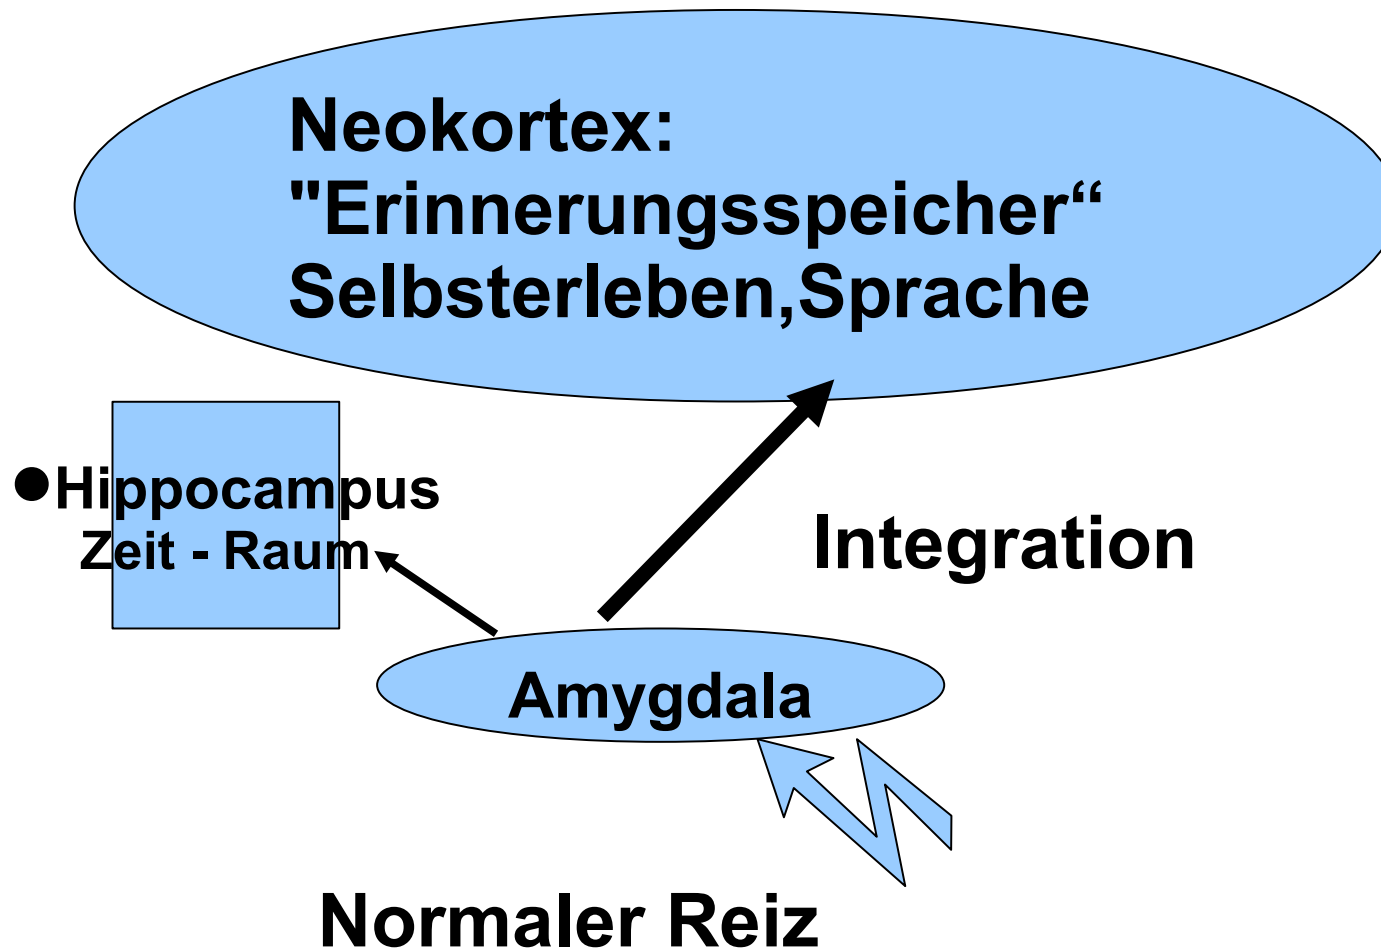 Neokortex:
"Erinnerungsspeicher“
Selbsterleben,Sprache
●Hippocampus
Zeit - Raum
Integration
Amygdala
Normaler Reiz